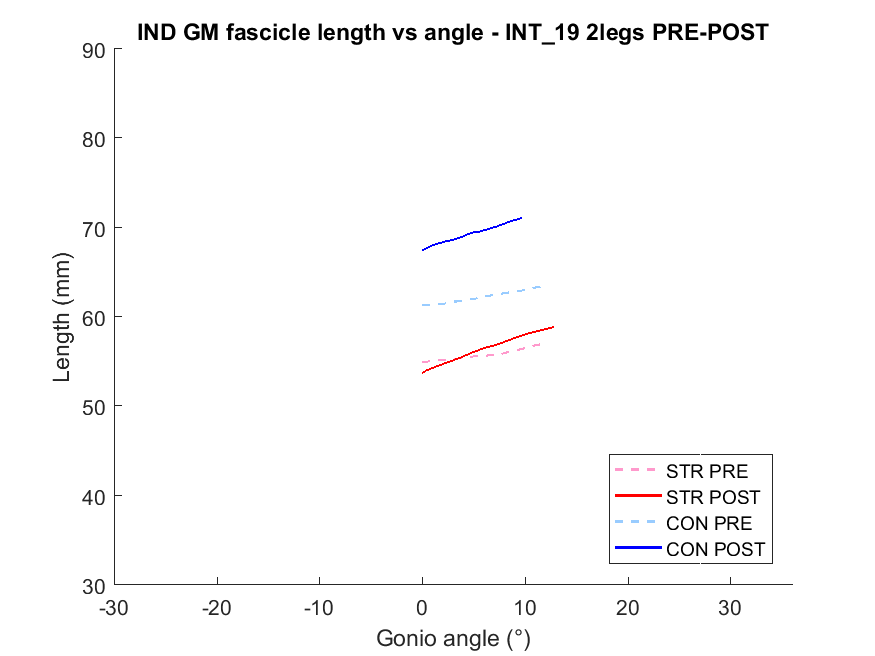 IND GM fascicle length vs angle - INT_19 2legs PRE-POST
90
80
70
60
50
40
30
Length (mm)
-30
-20
-10
0
10
20
30
Gonio angle (°)
STR PRE
STR POST
CON PRE
CON POST